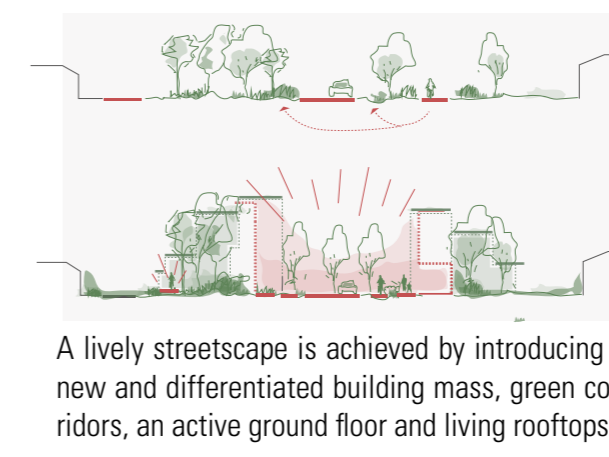 A lively streetscape is achieved by introducing
new and differentiated building mass, green co
ridors, an active ground floor and living rooftops